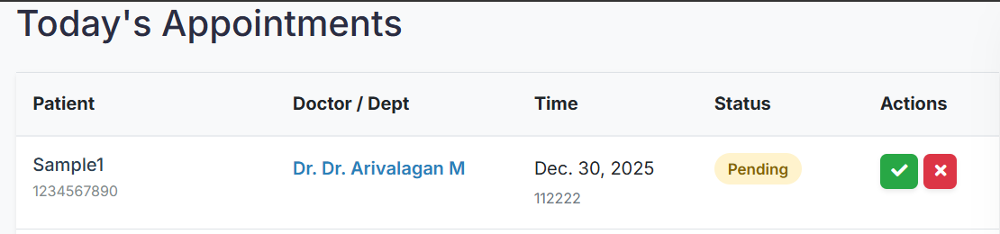 Today's Appointments
Patient Doctor / Dept Time Status Actions
Sample1 Dr. Dr. Arivalagan M Dec. 30, 2025 Pending
1234567890 112222